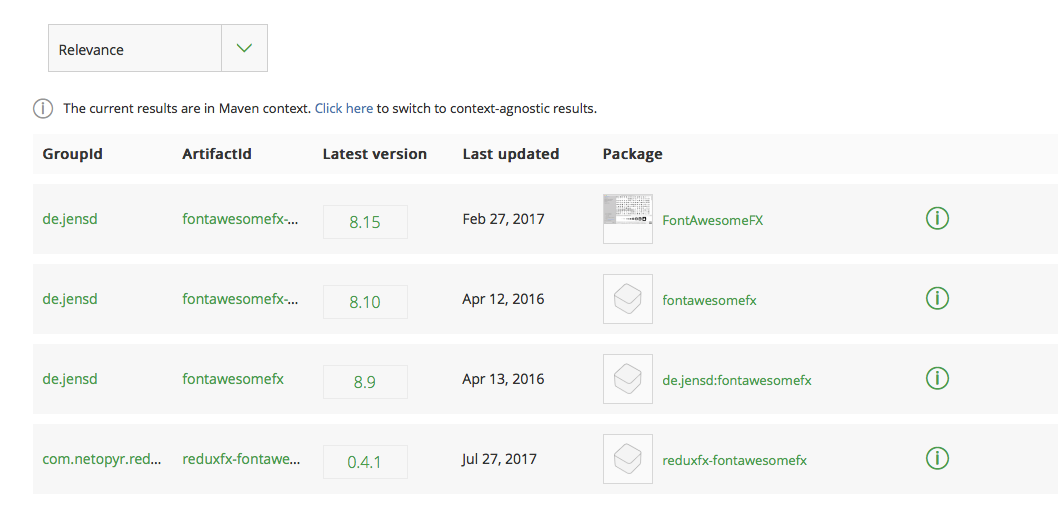 Relevance
The current results are in Maven context. Click here to switch to context-agnostic results.
GroupId ArtifactId Latest version Last updated Package
de.jensd fontawesomefx-... 8.15 Feb 27, 2017 FontAwesomeFX
de.jensd fontawesomefx-... 8.10 Apr 12, 2016 fontawesomefx
de.jensd fontawesomefx 8.9 Apr 13, 2016 de.jensd:fontawesomefx
com.netopyr.red... reduxfx-fontawe... 0.4.1 Jul 27, 2017 reduxfx-fontawesomefx